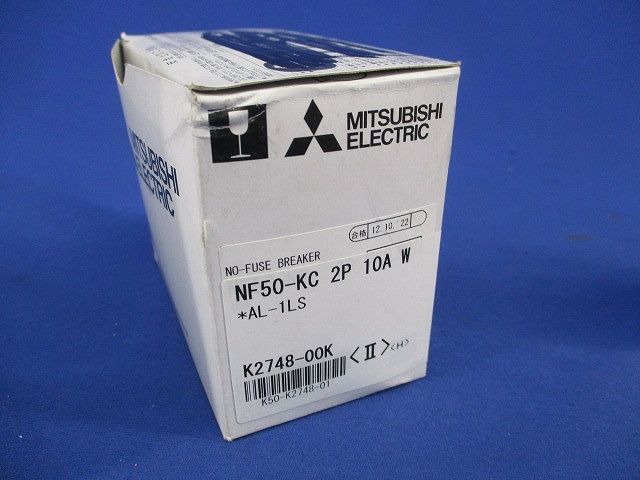 MITSUBISHI
ELECTRIC
MITSUBISHI
ELECTRIC
合格 12.10.'22
NO-FUSE BREAKER
NF50-KC 2P 10A W
*AL-1LS
K2748-00K <Ⅱ><H>
K50-K2748-01